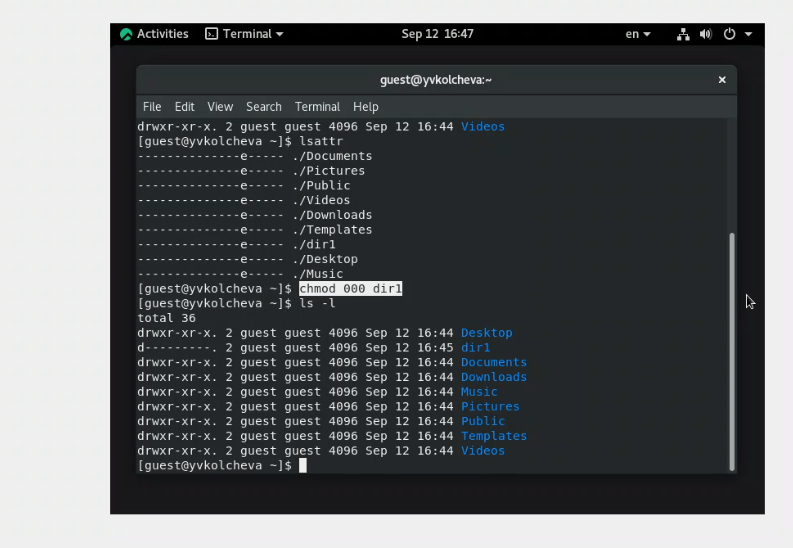 Activities Terminal Sep 12 16:47 en
guest@yvkolcheva:~ ×
File Edit View Search Terminal Help
drwxr-xr-x. 2 guest guest 4096 Sep 12 16:44 Videos
[guest@yvkolcheva ~]$ lsattr
--------------e----- ./Documents
--------------e----- ./Pictures
--------------e----- ./Public
--------------e----- ./Videos
--------------e----- ./Downloads
--------------e----- ./Templates
--------------e----- ./dir1
--------------e----- ./Desktop
--------------e----- ./Music
[guest@yvkolcheva ~]$ chmod 000 dir1
[guest@yvkolcheva ~]$ ls -l
total 36
drwxr-xr-x. 2 guest guest 4096 Sep 12 16:44 Desktop
d---------. 2 guest guest 4096 Sep 12 16:45 dir1
drwxr-xr-x. 2 guest guest 4096 Sep 12 16:44 Documents
drwxr-xr-x. 2 guest guest 4096 Sep 12 16:44 Downloads
drwxr-xr-x. 2 guest guest 4096 Sep 12 16:44 Music
drwxr-xr-x. 2 guest guest 4096 Sep 12 16:44 Pictures
drwxr-xr-x. 2 guest guest 4096 Sep 12 16:44 Public
drwxr-xr-x. 2 guest guest 4096 Sep 12 16:44 Templates
drwxr-xr-x. 2 guest guest 4096 Sep 12 16:44 Videos
[guest@yvkolcheva ~]$